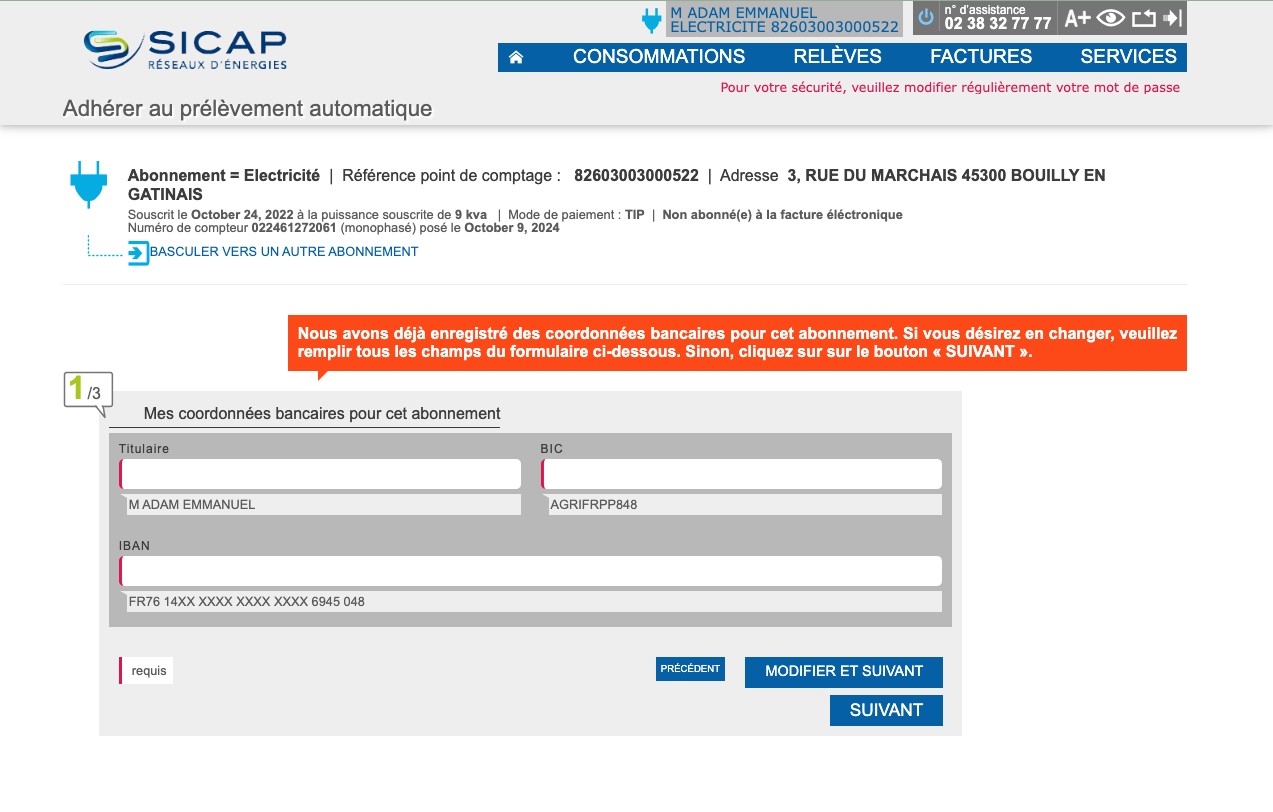 M ADAM EMMANUEL
ELECTRICITE 82603003000522
n° d'assistance
02 38 32 77 77
A+
SICAP
RÉSEAUX D'ÉNERGIES
CONSOMMATIONS RELÈVES FACTURES SERVICES
Pour votre sécurité, veuillez modifier régulièrement votre mot de passe
Adhérer au prélèvement automatique
Abonnement = Electricité | Référence point de comptage : 82603003000522 | Adresse 3, RUE DU MARCHAIS 45300 BOUILLY EN
GATINAIS
Souscrit le October 24, 2022 à la puissance souscrite de 9 kva | Mode de paiement : TIP | Non abonné(e) à la facture éléctronique
Numéro de compteur 022461272061 (monophasé) posé le October 9, 2024
BASCULER VERS UN AUTRE ABONNEMENT
Nous avons déjà enregistré des coordonnées bancaires pour cet abonnement. Si vous désirez en changer, veuillez
remplir tous les champs du formulaire ci-dessous. Sinon, cliquez sur sur le bouton « SUIVANT ».
1 /3
Mes coordonnées bancaires pour cet abonnement
Titulaire
M ADAM EMMANUEL
BIC
AGRIFRPP848
IBAN
FR76 14XX XXXX XXXX XXXX 6945 048
requis
PRÉCÉDENT
MODIFIER ET SUIVANT
SUIVANT